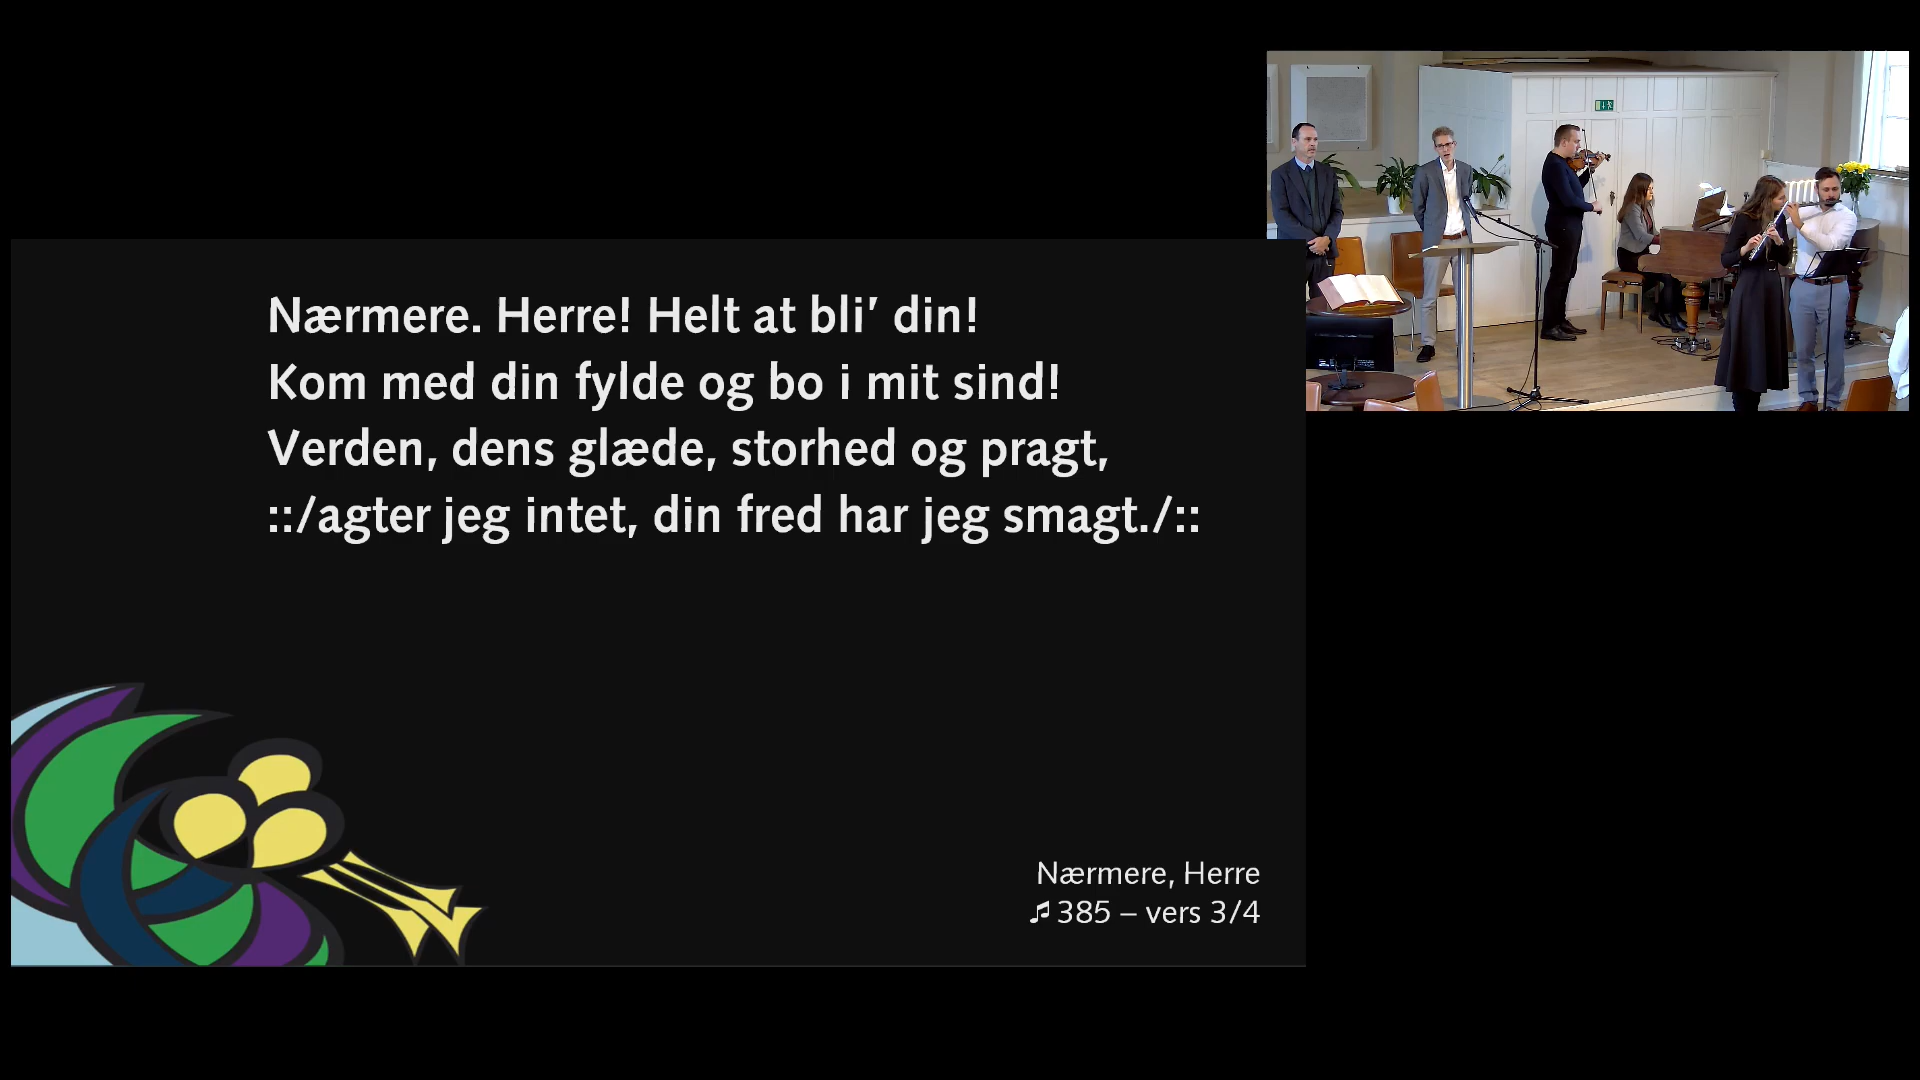 Nærmere. Herre! Helt at bli’ din!
Kom med din fylde og bo i mit sind!
Verden, dens glæde, storhed og pragt,
::/agter jeg intet, din fred har jeg smagt./::
Nærmere, Herre
♫ 385 – vers 3/4